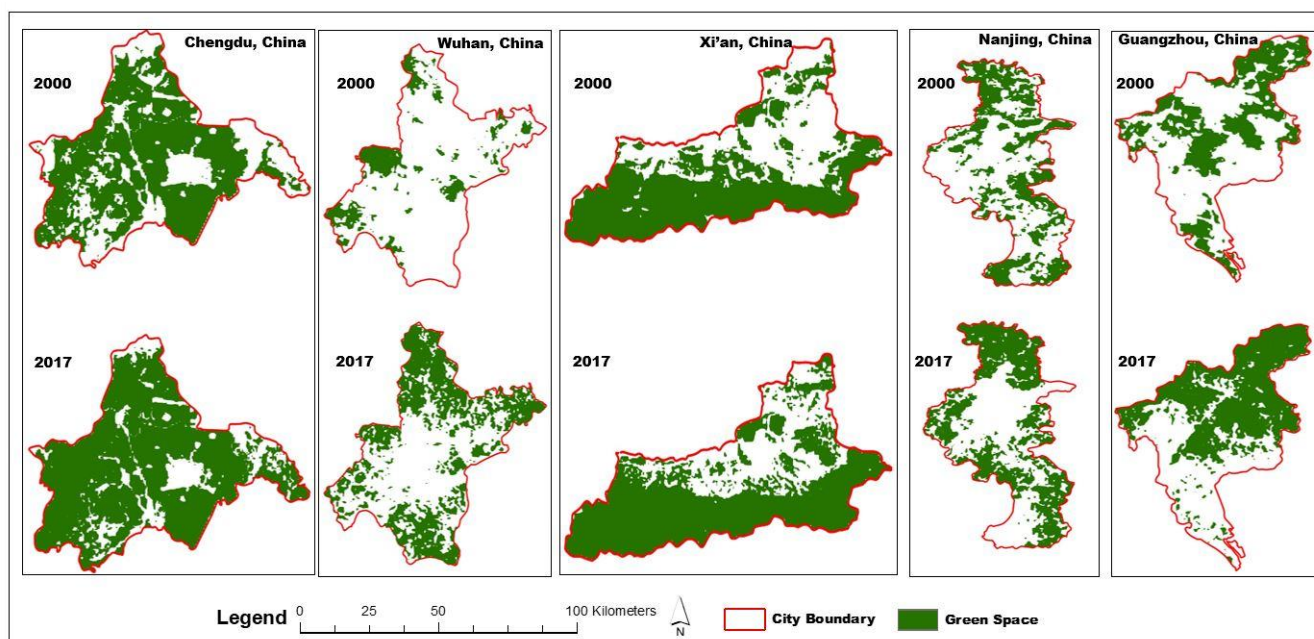 Chengdu, China
2000
2017
Wuhan, China
2000
2017
Xi'an, China
2000
2017
Nanjing, China
2000
2017
Guangzhou, China
2000
2017
Legend
0 25 50 100 Kilometers
N
City Boundary
Green Space